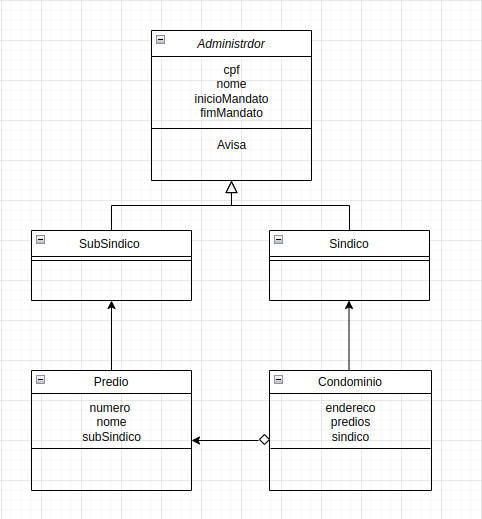 Administrdor
cpf
nome
inicioMandato
fimMandato
Avisa
SubSindico
Sindico
Predio
numero
nome
subSindico
Condominio
endereco
predios
sindico